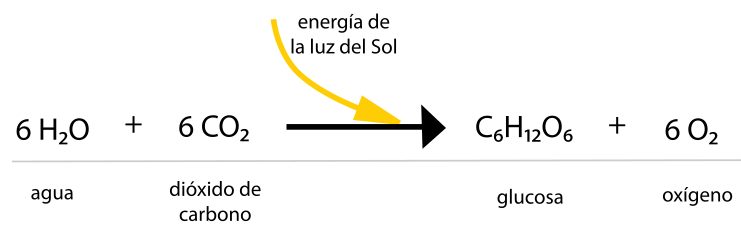 energía de
la luz del Sol
6 H₂O + 6 CO₂ C₆H₁₂O₆ + 6 O₂
agua dióxido de carbono glucosa oxígeno